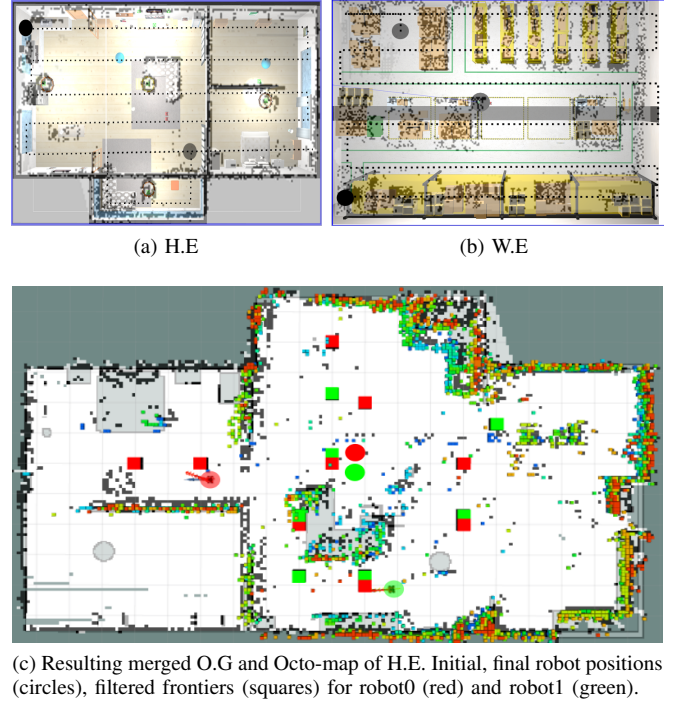 (a) H.E
(b) W.E
(c) Resulting merged O.G and Octo-map of H.E. Initial, final robot positions
(circles), filtered frontiers (squares) for robot0 (red) and robot1 (green).